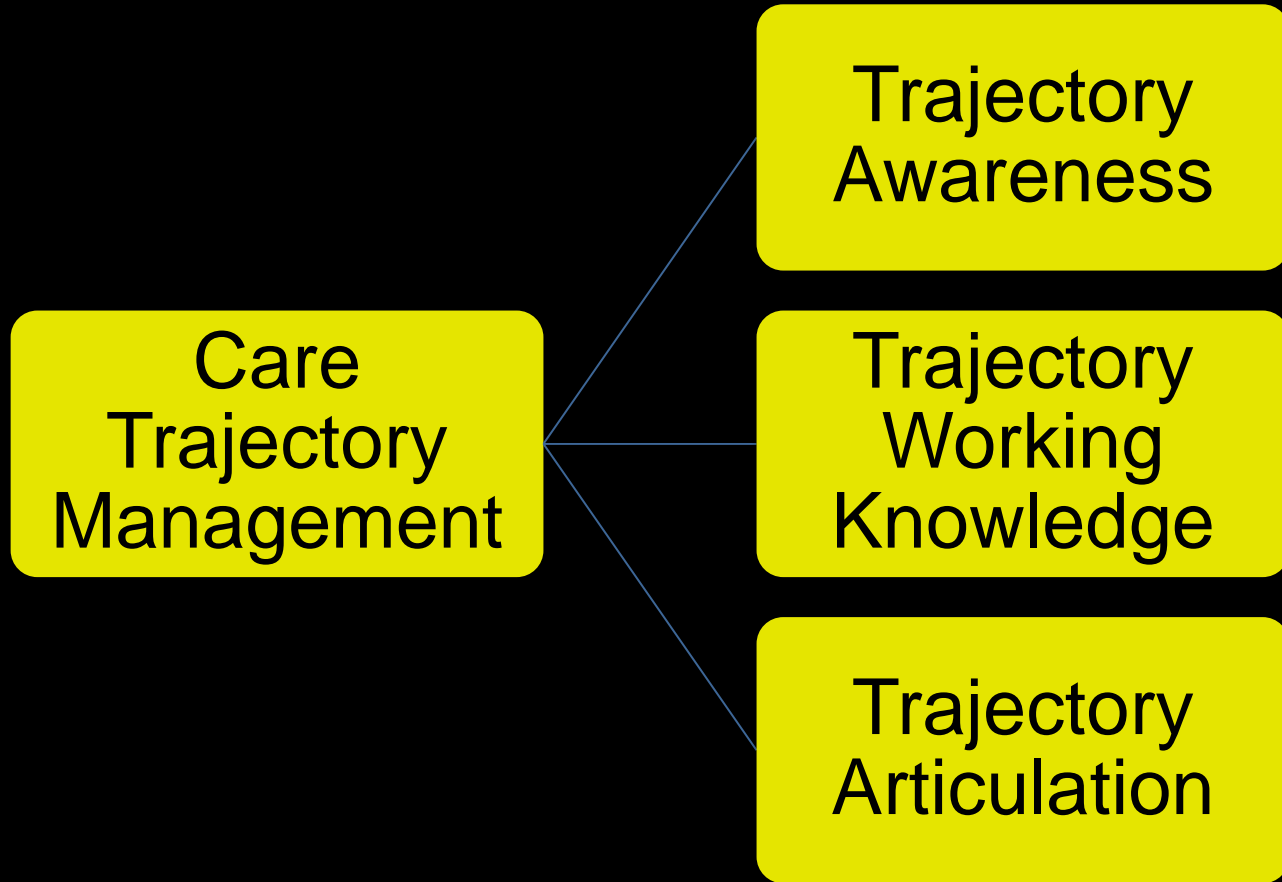 Care
Trajectory
Management
Trajectory
Awareness
Trajectory
Working
Knowledge
Trajectory
Articulation